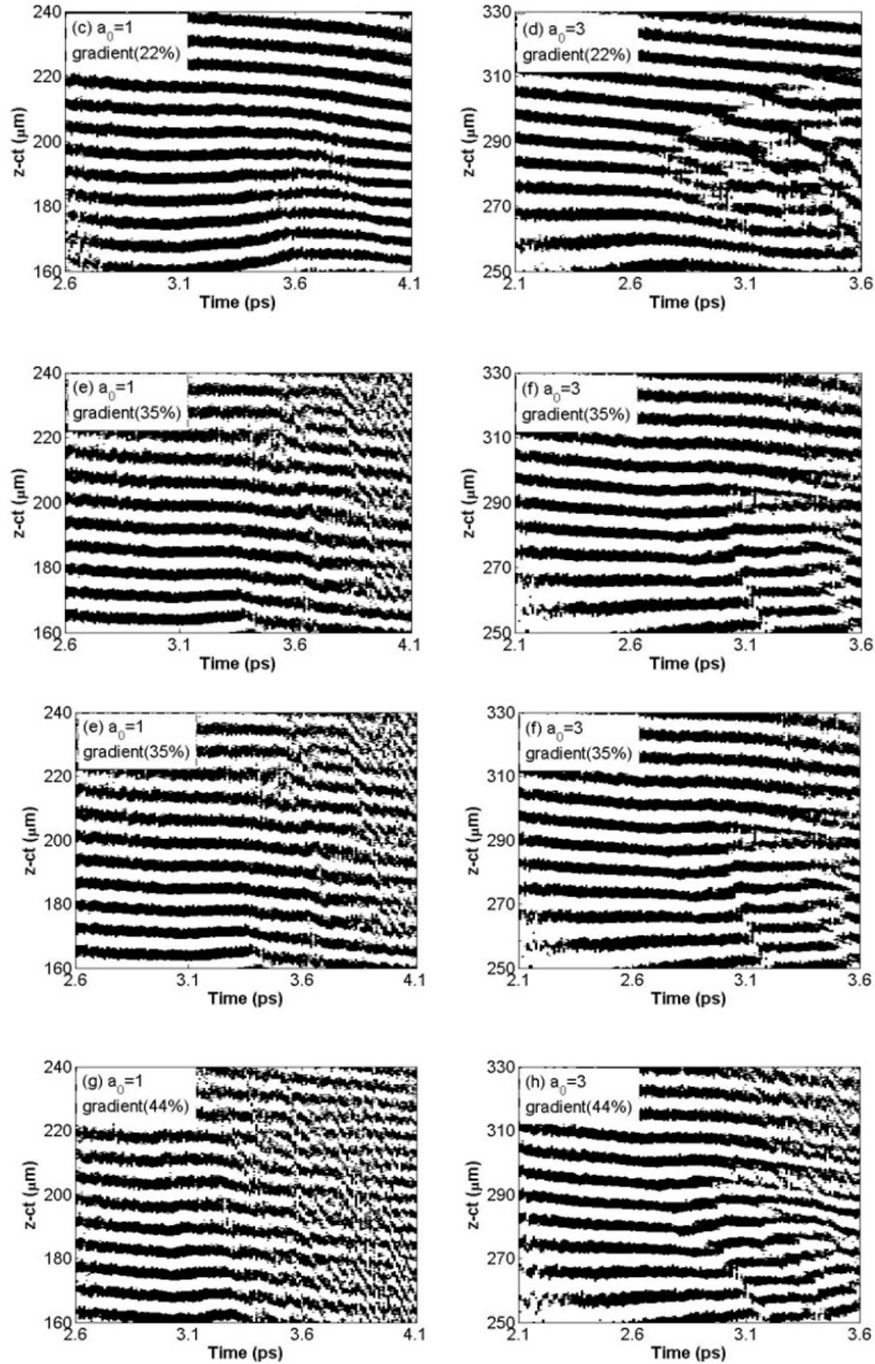 (c) a0=1
gradient(22%)
240
220
200
180
160
z-ct (μm)
2.6
3.1
3.6
4.1
Time (ps)
(d) a0=3
gradient(22%)
330
310
290
270
250
z-ct (μm)
2.1
2.6
3.1
3.6
Time (ps)
(e) a0=1
gradient(35%)
240
220
200
180
160
z-ct (μm)
2.6
3.1
3.6
4.1
Time (ps)
(f) a0=3
gradient(35%)
330
310
290
270
250
z-ct (μm)
2.1
2.6
3.1
3.6
Time (ps)
(e) a0=1
gradient(35%)
240
220
200
180
160
z-ct (μm)
2.6
3.1
3.6
4.1
Time (ps)
(f) a0=3
gradient(35%)
330
310
290
270
250
z-ct (μm)
2.1
2.6
3.1
3.6
Time (ps)
(g) a0=1
gradient(44%)
240
220
200
180
160
z-ct (μm)
2.6
3.1
3.6
4.1
Time (ps)
(h) a0=3
gradient(44%)
330
310
290
270
250
z-ct (μm)
2.1
2.6
3.1
3.6
Time (ps)